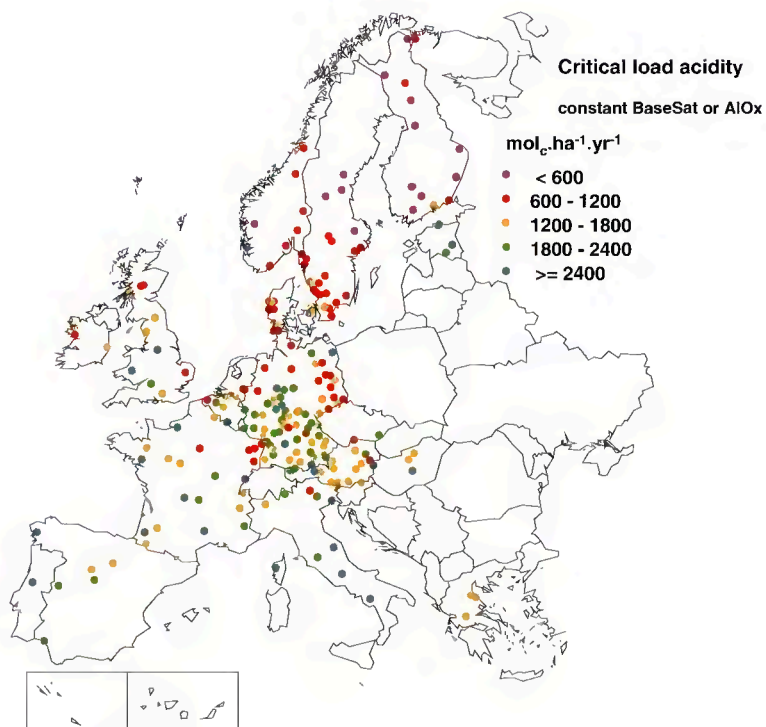 Critical load acidity
constant BaseSat or AlOx
molc.ha-1.yr-1
< 600
600 - 1200
1200 - 1800
1800 - 2400
>= 2400